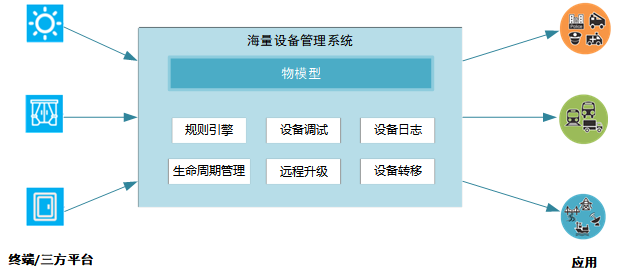 海量设备管理系统
物模型
规则引擎
设备调试
设备日志
生命周期管理
远程升级
设备转移
终端/三方平台
应用